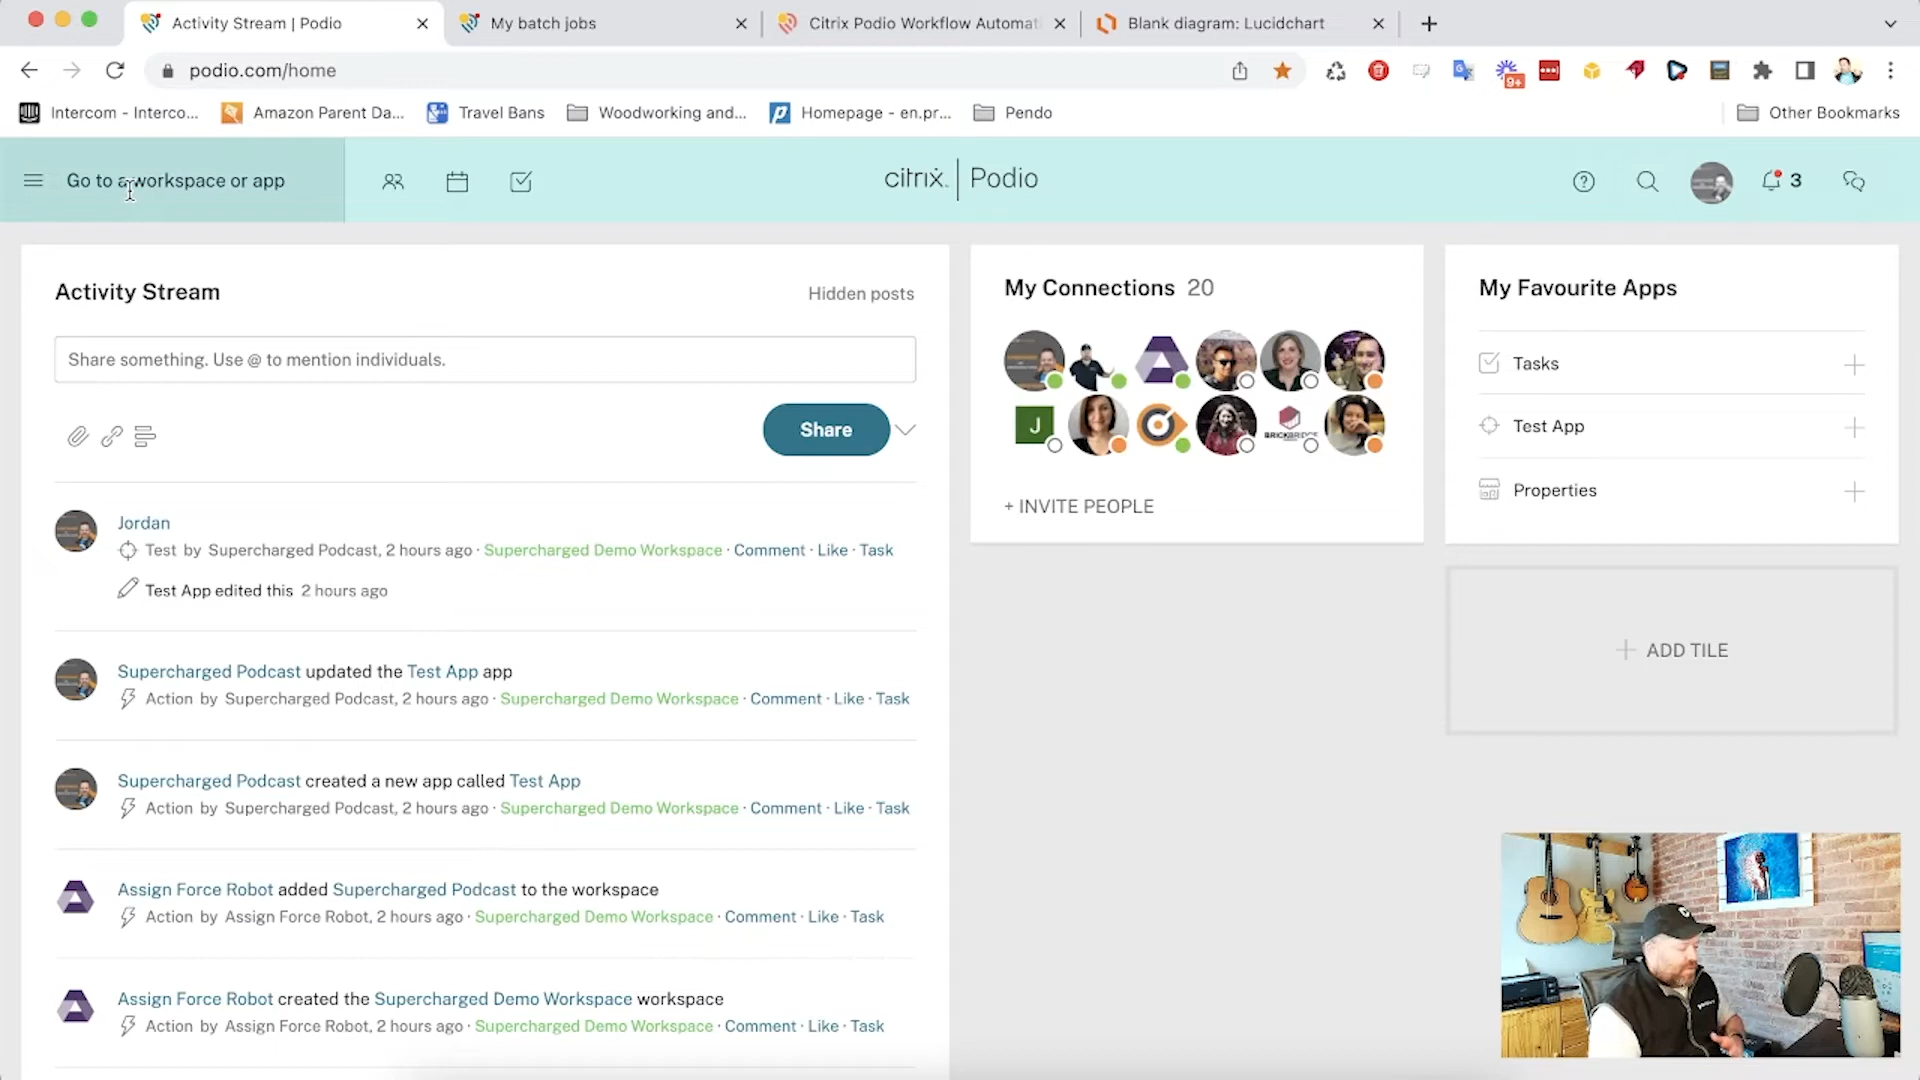 Activity Stream | Podio
My batch jobs
Citrix Podio Workflow Automat
Blank diagram: Lucidchart
podio.com/home
9+
Intercom - Interco...
Amazon Parent Da...
Travel Bans
Woodworking and...
Homepage - en.pr...
Pendo
Other Bookmarks
Go to a workspace or app
citrix. | Podio
3
Activity Stream
Hidden posts
Share something. Use @ to mention individuals.
Share
Jordan
Test by Supercharged Podcast, 2 hours ago · Supercharged Demo Workspace · Comment · Like · Task
Test App edited this 2 hours ago
Supercharged Podcast updated the Test App app
Action by Supercharged Podcast, 2 hours ago · Supercharged Demo Workspace · Comment · Like · Task
Supercharged Podcast created a new app called Test App
Action by Supercharged Podcast, 2 hours ago · Supercharged Demo Workspace · Comment · Like · Task
Assign Force Robot added Supercharged Podcast to the workspace
Action by Assign Force Robot, 2 hours ago · Supercharged Demo Workspace · Comment · Like · Task
Assign Force Robot created the Supercharged Demo Workspace workspace
Action by Assign Force Robot, 2 hours ago · Supercharged Demo Workspace · Comment · Like · Task
My Connections 20
J
BRICKBRIDGE
+ INVITE PEOPLE
My Favourite Apps
Tasks
Test App
Properties
+ ADD TILE